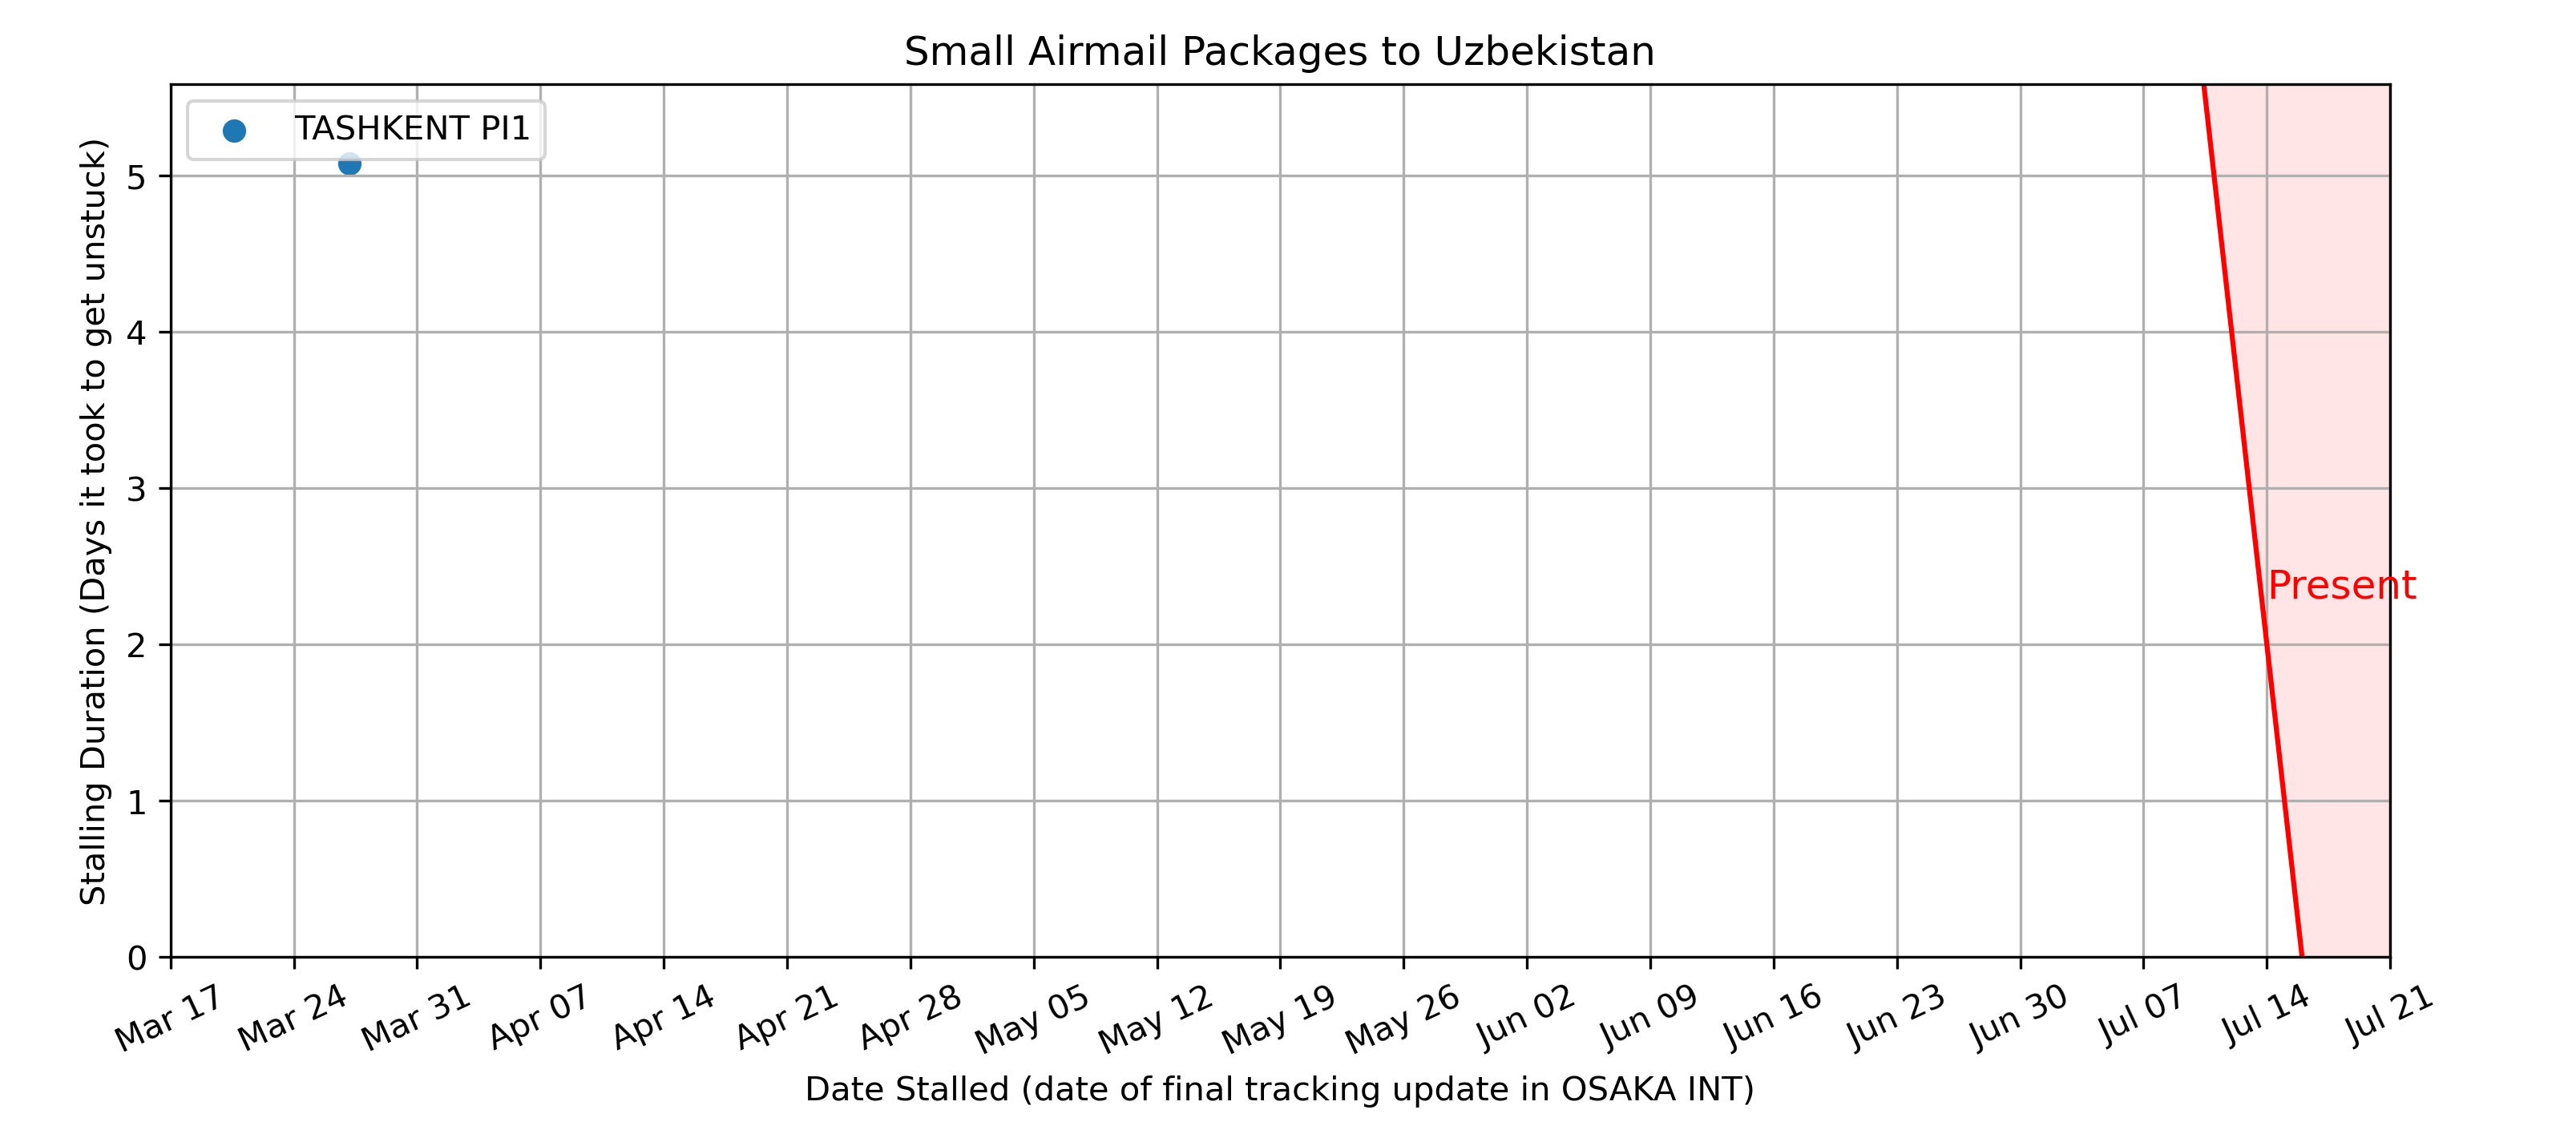 Small Airmail Packages to Uzbekistan
TASHKENT PI1
Stalling Duration (Days it took to get unstuck)
5
4
3
2
1
0
Present
Mar 17 Mar 24 Mar 31 Apr 07 Apr 14 Apr 21 Apr 28 May 05 May 12 May 19 May 26 Jun 02 Jun 09 Jun 16 Jun 23 Jun 30 Jul 07 Jul 14 Jul 21
Date Stalled (date of final tracking update in OSAKA INT)